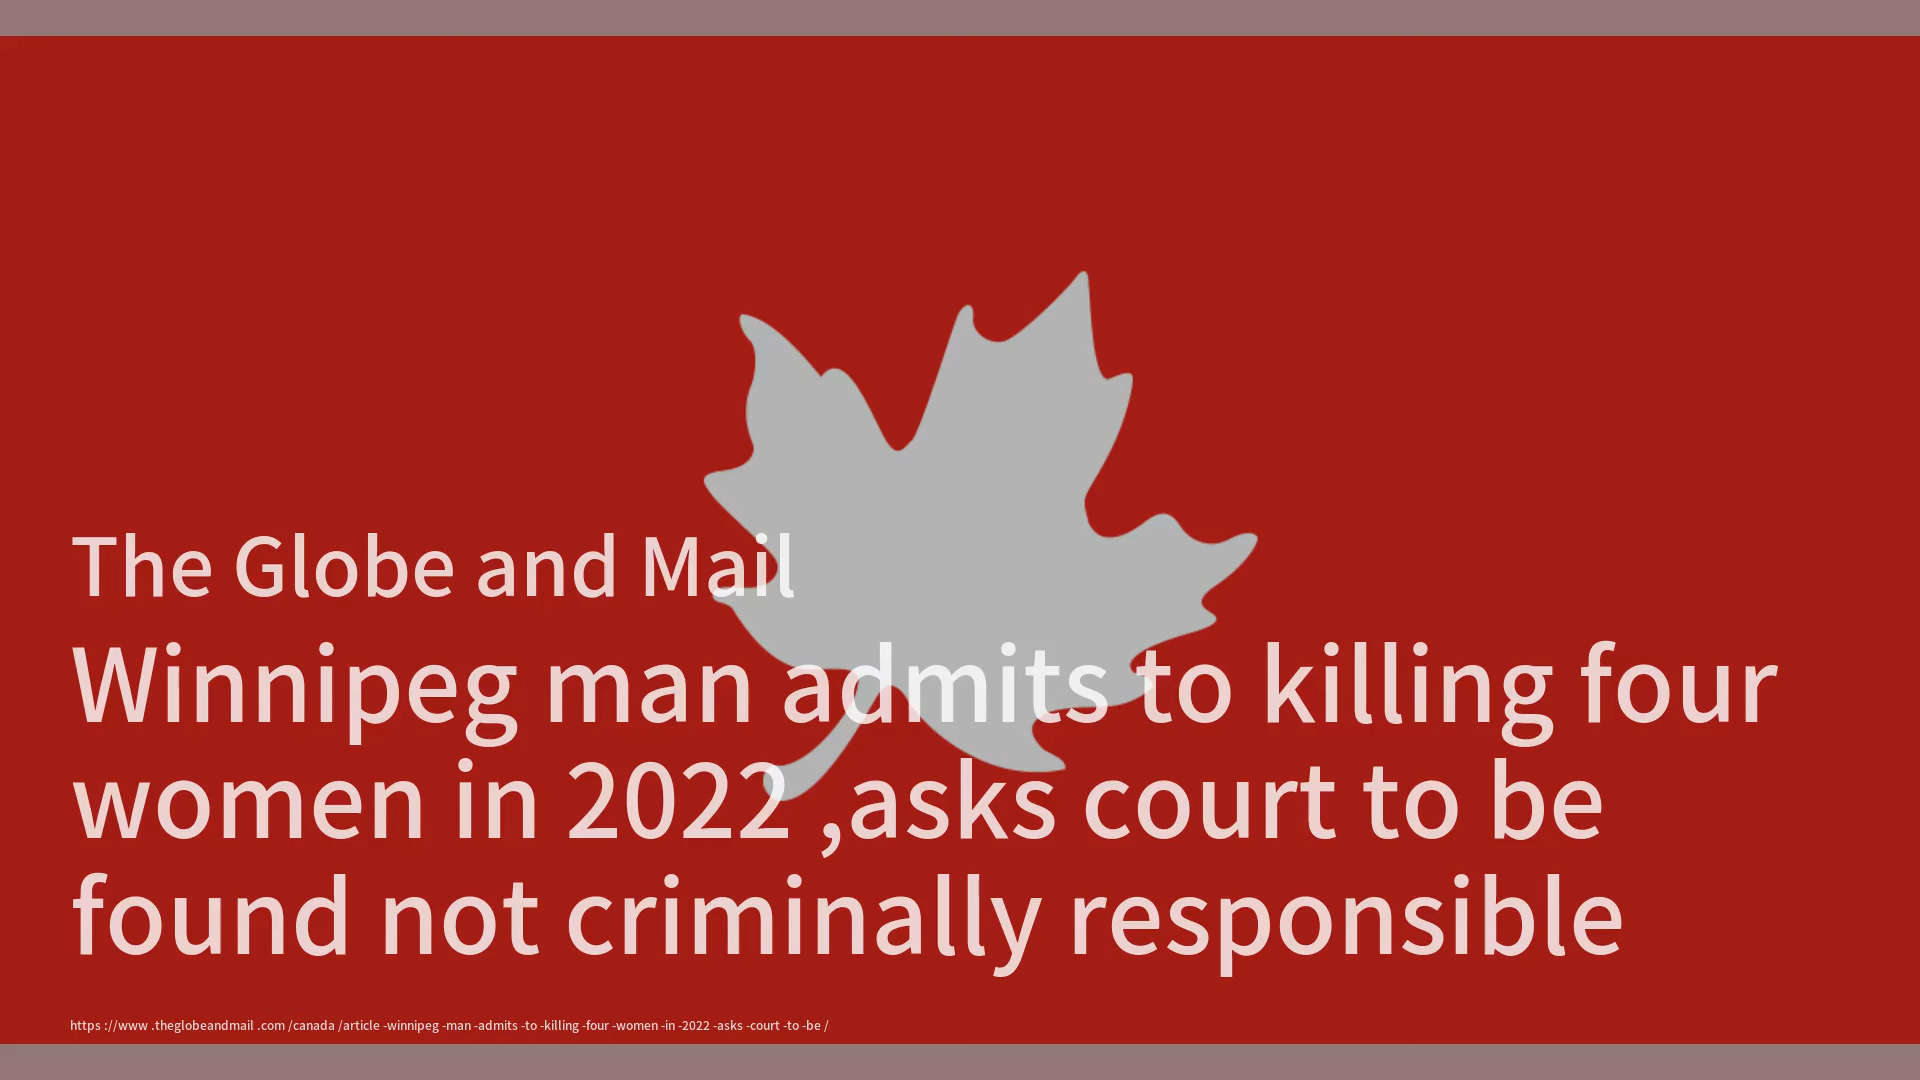 The Globe and Mail
Winnipeg man admits to killing four
women in 2022 ,asks court to be
found not criminally responsible
https ://www .theglobeandmail .com /canada /article -winnipeg -man -admits -to -killing -four -women -in -2022 -asks -court -to -be /